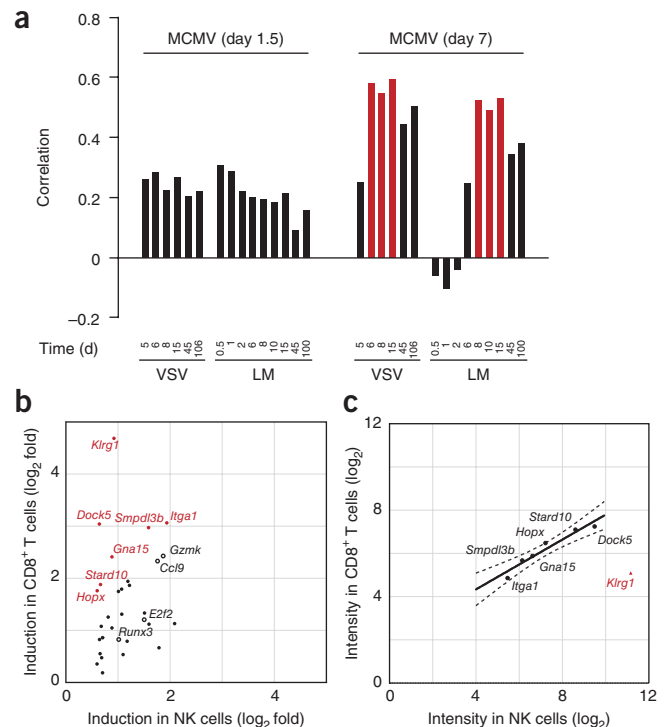 a
MCMV (day 1.5)
MCMV (day 7)
Correlation
0.8
0.6
0.4
0.2
0
−0.2
Time (d)
5 6 8 15 45 106
0.5 1 2 6 8 10 15 45 100
5 6 8 15 45 106
0.5 1 2 6 8 10 15 45 100
VSV
LM
VSV
LM
b
Induction in CD8+ T cells (log2 fold)
4
2
0
Klrg1
Dock5
Smpdl3b
Itga1
Gna15
Gzmk
Ccl9
Stard10
Hopx
E2f2
Runx3
0 2 4
Induction in NK cells (log2 fold)
c
Intensity in CD8+ T cells (log2)
12
8
4
0
Stard10
Hopx
Smpdl3b
Dock5
Gna15
Itga1
Klrg1
0 4 8 12
Intensity in NK cells (log2)